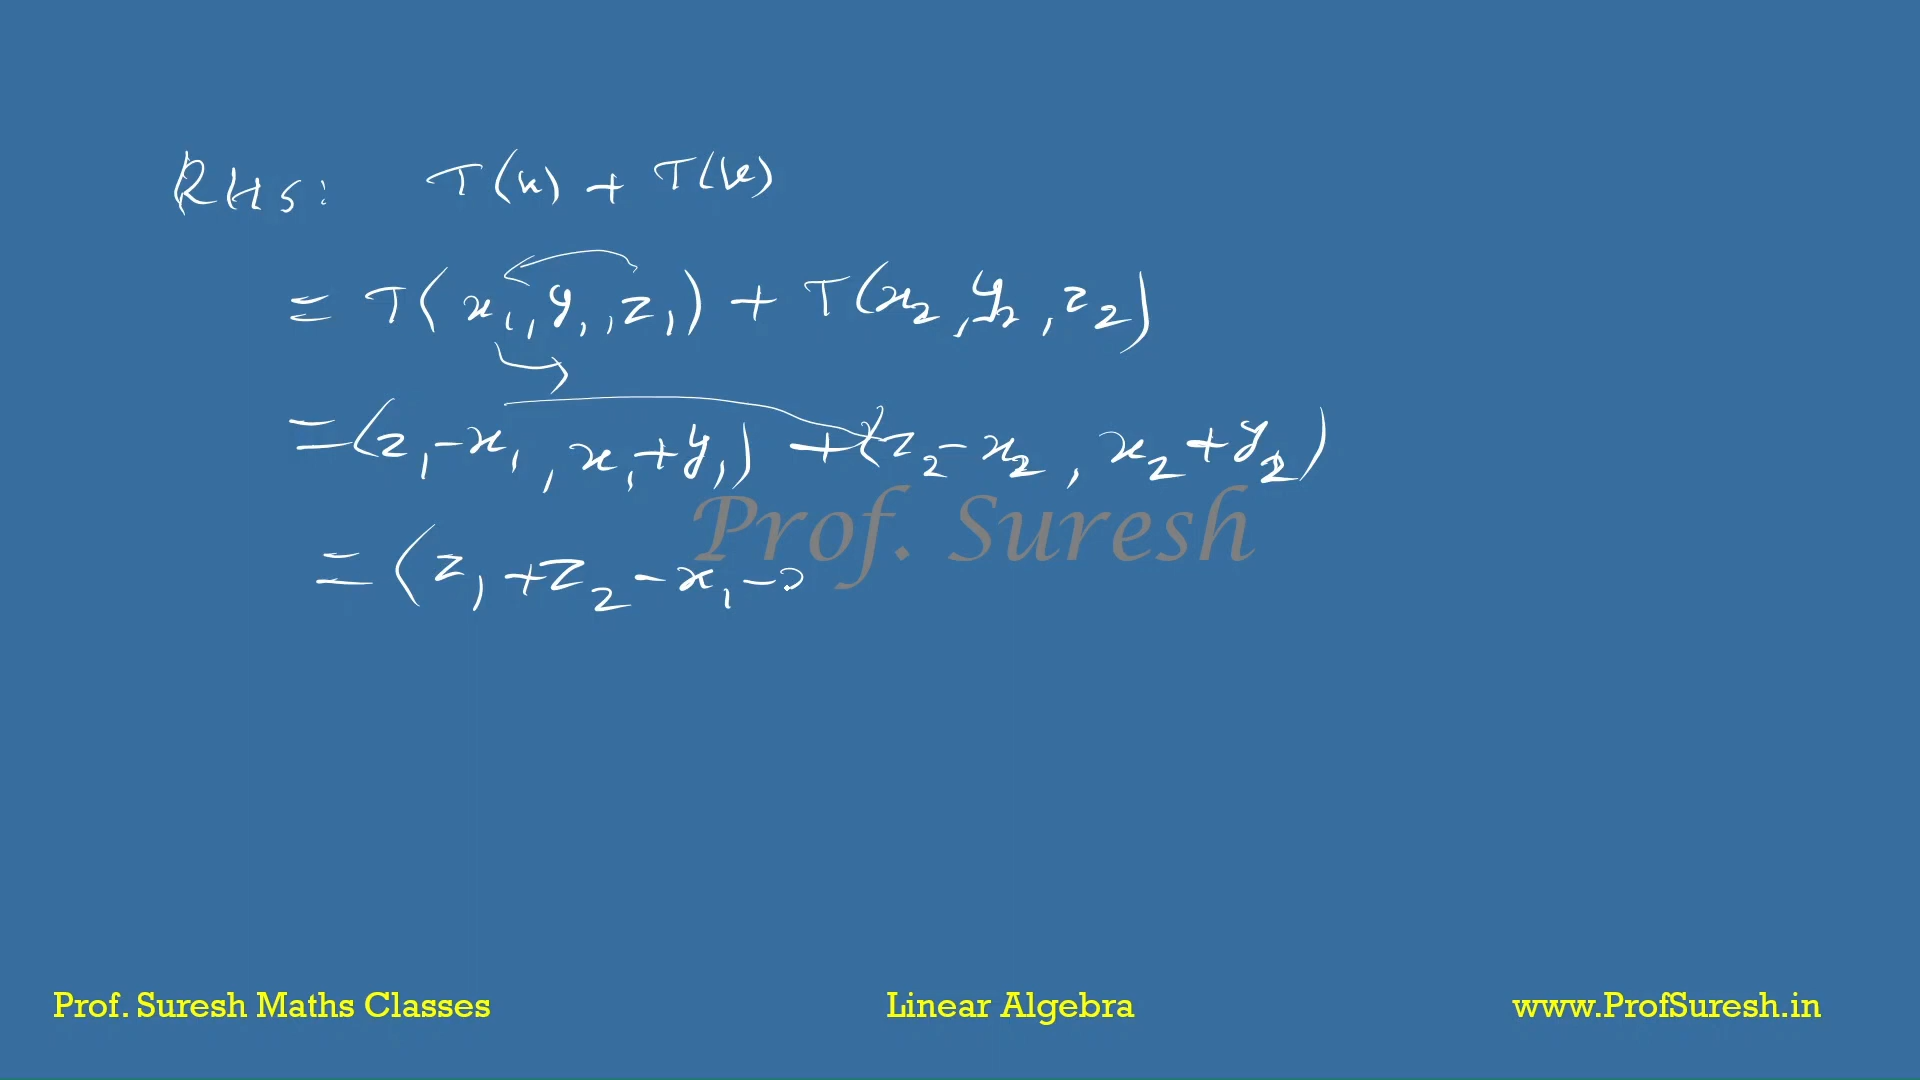 RHS: T(u) + T(v)
= T(x₁, y₁, z₁) + T(x₂, y₂, z₂)
= (z₁ - x₁, x₁ + y₁) + (z₂ - x₂, x₂ + y₂)
Prof. Suresh
= (z₁ + z₂ - x₁ -
Prof. Suresh Maths Classes Linear Algebra www.ProfSuresh.in